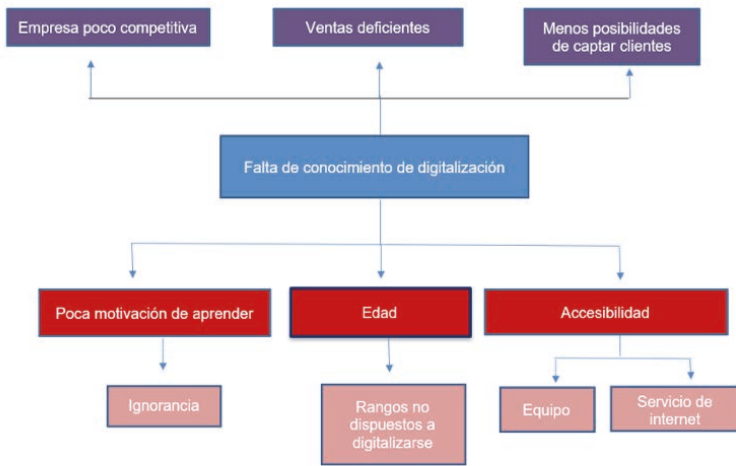 Empresa poco competitiva
Ventas deficientes
Menos posibilidades
de captar clientes
Falta de conocimiento de digitalización
Poca motivación de aprender
Edad
Accesibilidad
Ignorancia
Rangos no
dispuestos a
digitalizarse
Equipo
Servicio de
internet